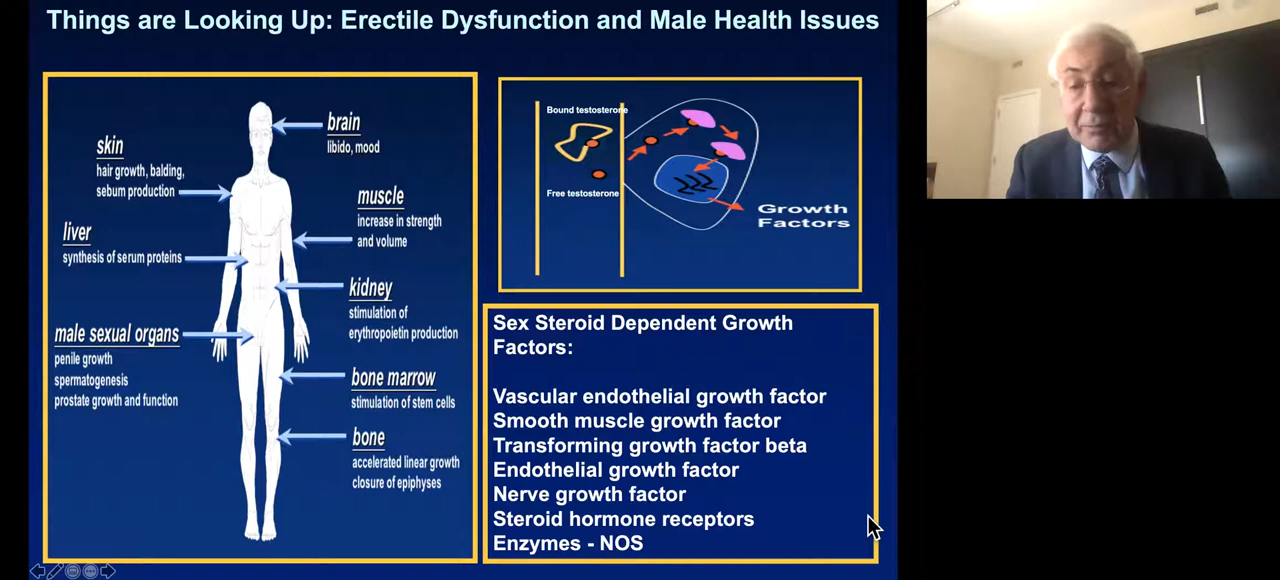 Things are Looking Up: Erectile Dysfunction and Male Health Issues
brain
libido, mood
skin
hair growth, balding,
sebum production
muscle
increase in strength
and volume
liver
synthesis of serum proteins
kidney
stimulation of
erythropoietin production
male sexual organs
penile growth
spermatogenesis
prostate growth and function
bone marrow
stimulation of stem cells
bone
accelerated linear growth
closure of epiphyses
Bound testosterone
Free testosterone
Growth
Factors
Sex Steroid Dependent Growth
Factors:
Vascular endothelial growth factor
Smooth muscle growth factor
Transforming growth factor beta
Endothelial growth factor
Nerve growth factor
Steroid hormone receptors
Enzymes - NOS